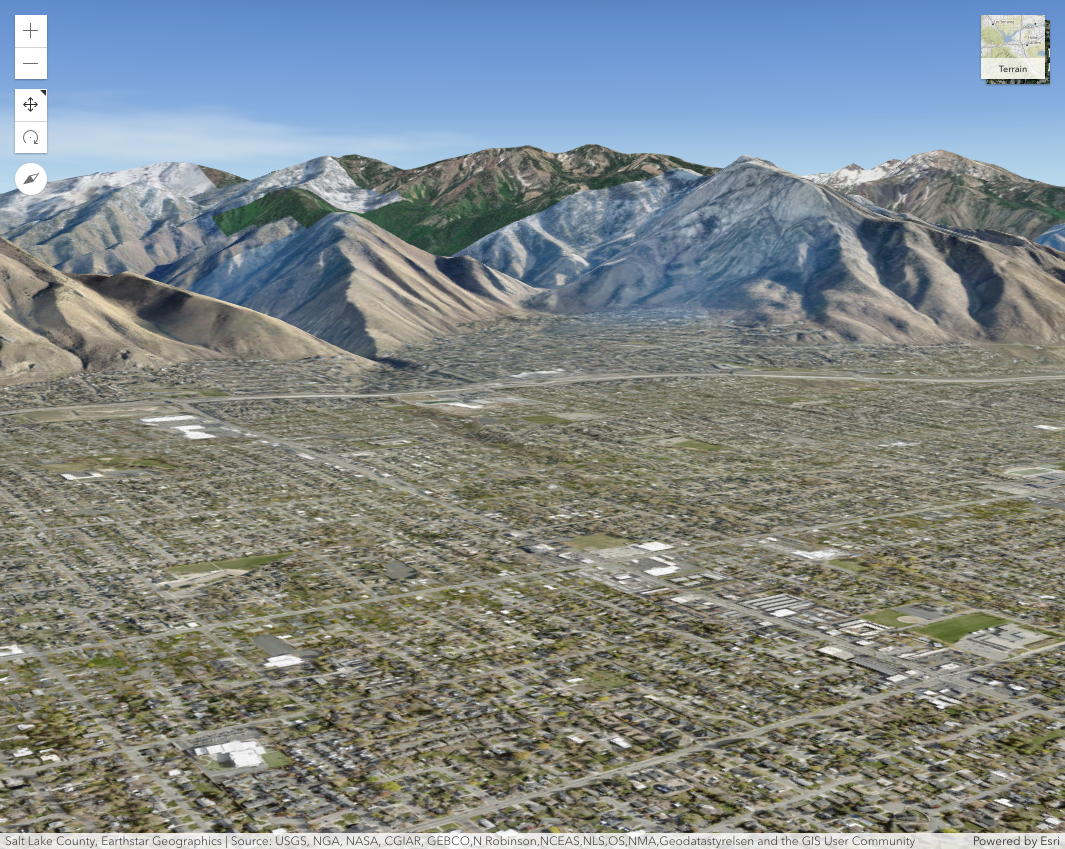 Terrain
Salt Lake County, Earthstar Geographics | Source: USGS, NGA, NASA, CGIAR, GEBCO,N Robinson,NCEAS,NLS,OS,NMA,Geodatastyrelsen and the GIS User Community
Powered by Esri